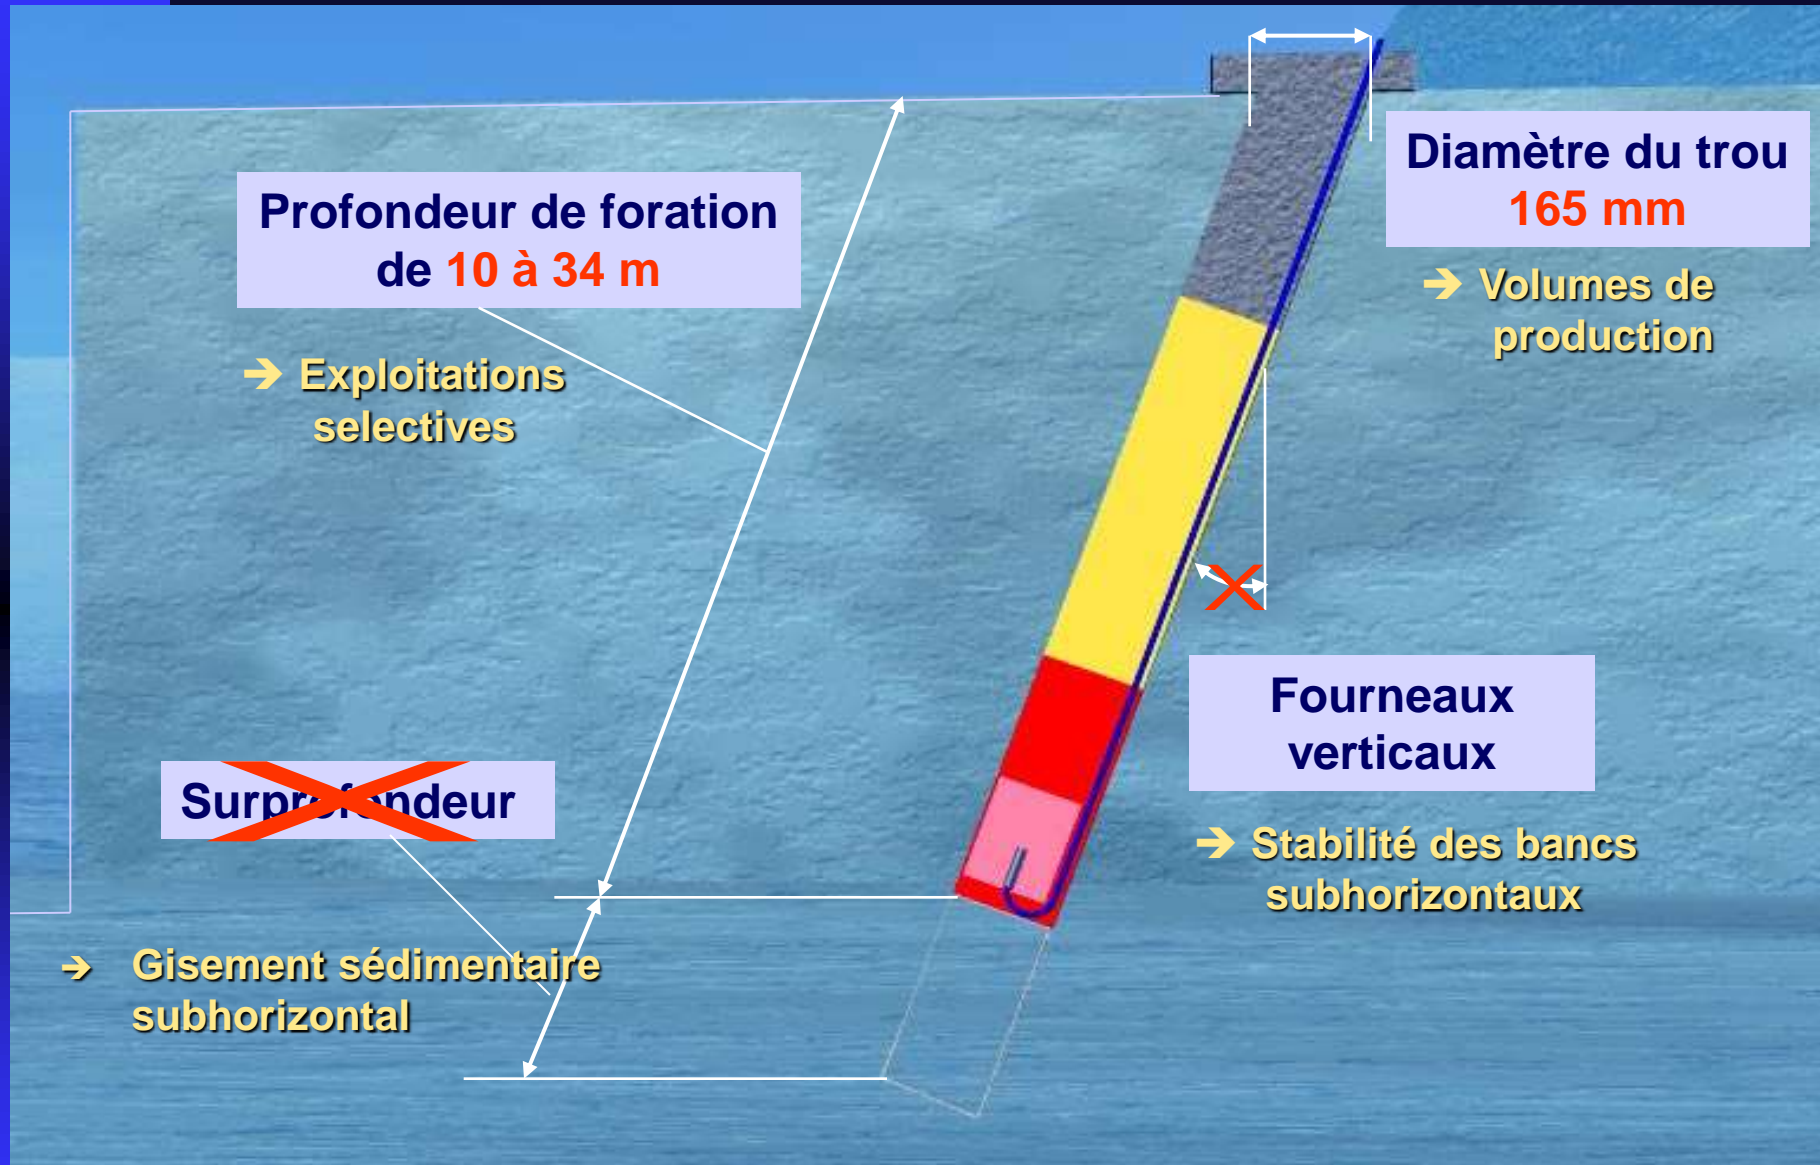 Diamètre du trou
165 mm
➔ Volumes de
production
Profondeur de foration
de 10 à 34 m
➔ Exploitations
selectives
Fourneaux
verticaux
➔ Stabilité des bancs
subhorizontaux
Surprofondeur
➔ Gisement sédimentaire
subhorizontal